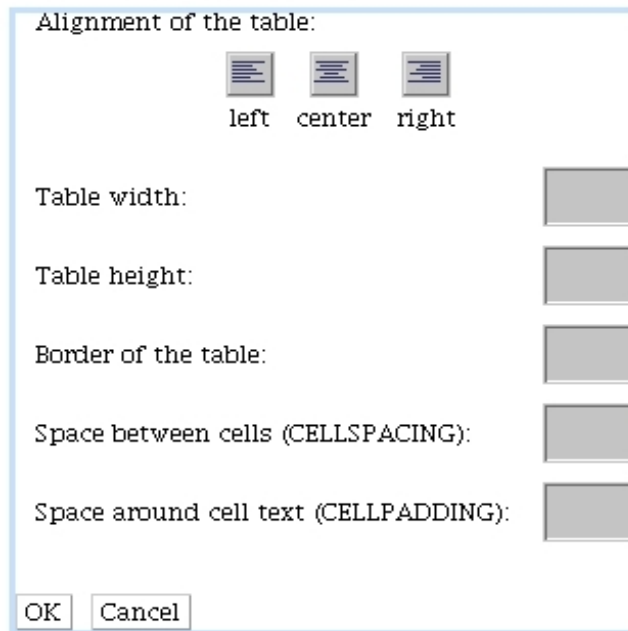 Alignment of the table:
left center right
Table width:
Table height:
Border of the table:
Space between cells (CELLSPACING):
Space around cell text (CELLPADDING):
OK Cancel